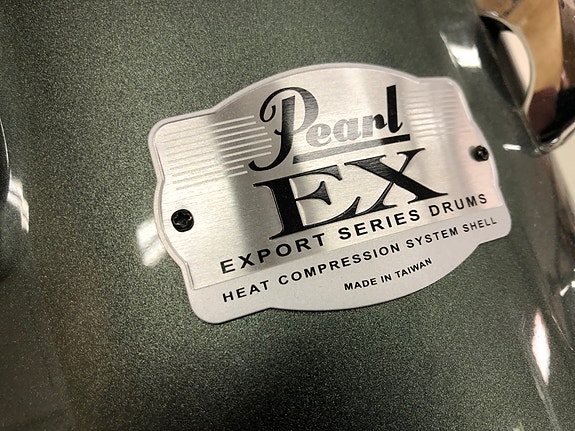 Pearl
EX
EXPORT SERIES DRUMS
HEAT COMPRESSION SYSTEM SHELL
MADE IN TAIWAN